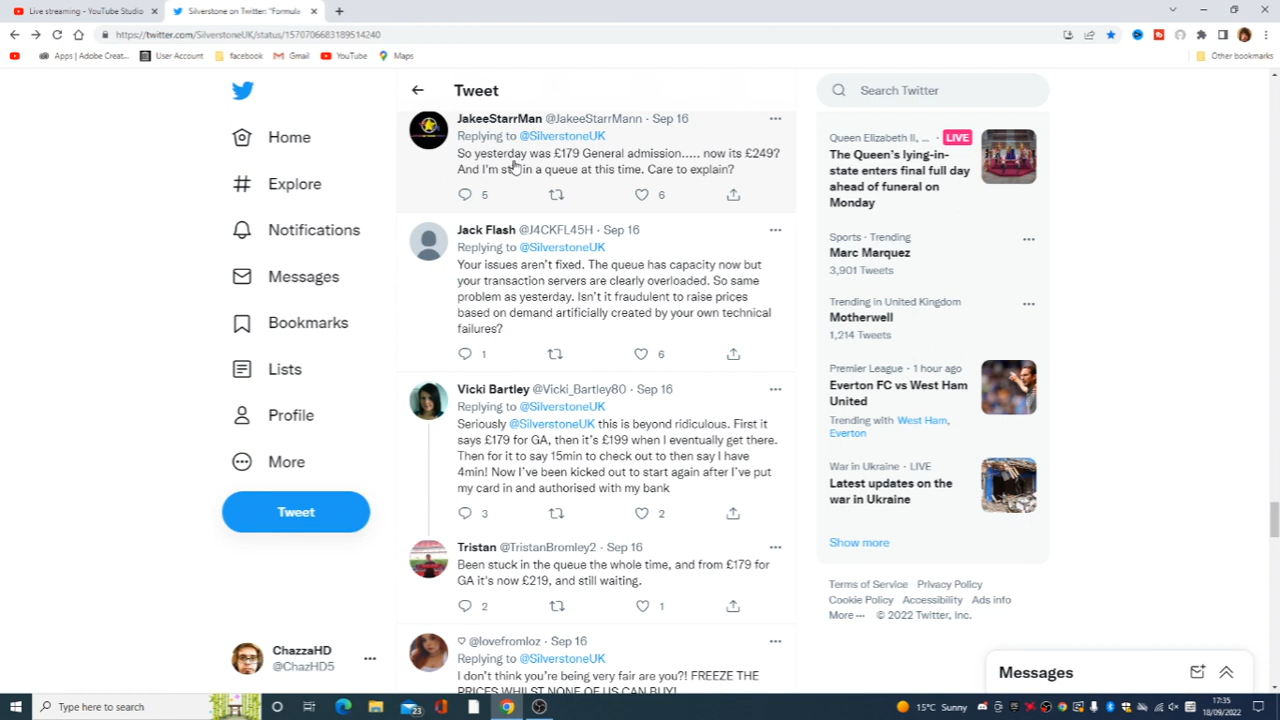 Live streaming - YouTube Studio
Silverstone on Twitter: "Formula
https://twitter.com/SilverstoneUK/status/1570706683189514240
Apps | Adobe Creat...
User Account
facebook
Gmail
YouTube
Maps
Other bookmarks
Home
Explore
Notifications
Messages
Bookmarks
Lists
Profile
More
Tweet
ChazzaHD
@ChazHD5
Tweet
JakeeStarrMan @JakeeStarrMann · Sep 16
Replying to @SilverstoneUK
So yesterday was £179 General admission..... now its £249?
And I'm still in a queue at this time. Care to explain?
5
6
Jack Flash @J4CKFL45H · Sep 16
Replying to @SilverstoneUK
Your issues aren't fixed. The queue has capacity now but
your transaction servers are clearly overloaded. So same
problem as yesterday. Isn't it fraudulent to raise prices
based on demand artificially created by your own technical
failures?
1
6
Vicki Bartley @Vicki_Bartley80 · Sep 16
Replying to @SilverstoneUK
Seriously @SilverstoneUK this is beyond ridiculous. First it
says £179 for GA, then it's £199 when I eventually get there.
Then for it to say 15min to check out to then say I have
4min! Now I've been kicked out to start again after I've put
my card in and authorised with my bank
3
2
Tristan @TristanBromley2 · Sep 16
Been stuck in the queue the whole time, and from £179 for
GA it's now £219, and still waiting.
2
1
♡ @lovefromloz · Sep 16
Replying to @SilverstoneUK
I don't think you're being very fair are you?! FREEZE THE
PRICES WHILST NONE OF US CAN BUY!
Search Twitter
Queen Elizabeth II, ... · LIVE
The Queen's lying-in-
state enters final full day
ahead of funeral on
Monday
Sports · Trending
Marc Marquez
3,901 Tweets
Trending in United Kingdom
Motherwell
1,214 Tweets
Premier League · 1 hour ago
Everton FC vs West Ham
United
Trending with West Ham,
Everton
War in Ukraine · LIVE
Latest updates on the
war in Ukraine
Show more
Terms of Service Privacy Policy
Cookie Policy Accessibility Ads info
More ··· © 2022 Twitter, Inc.
Messages
Type here to search
23
15°C Sunny
17:35
18/09/2022